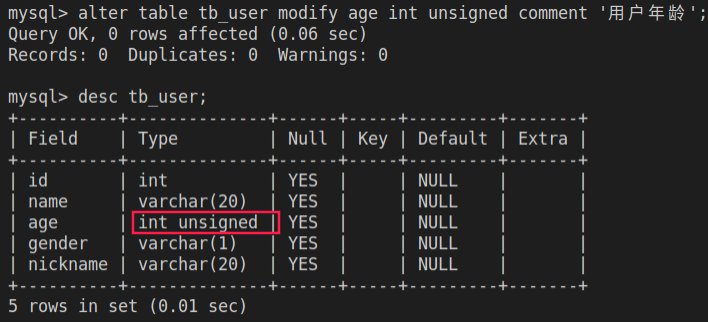 mysql> alter table tb_user modify age int unsigned comment '用户年龄';
Query OK, 0 rows affected (0.06 sec)
Records: 0  Duplicates: 0  Warnings: 0

mysql> desc tb_user;
+----------+--------------+------+-----+---------+-------+
| Field    | Type         | Null | Key | Default | Extra |
+----------+--------------+------+-----+---------+-------+
| id       | int          | YES  |     | NULL    |       |
| name     | varchar(20)  | YES  |     | NULL    |       |
| age      | int unsigned | YES  |     | NULL    |       |
| gender   | varchar(1)   | YES  |     | NULL    |       |
| nickname | varchar(20)  | YES  |     | NULL    |       |
+----------+--------------+------+-----+---------+-------+
5 rows in set (0.01 sec)